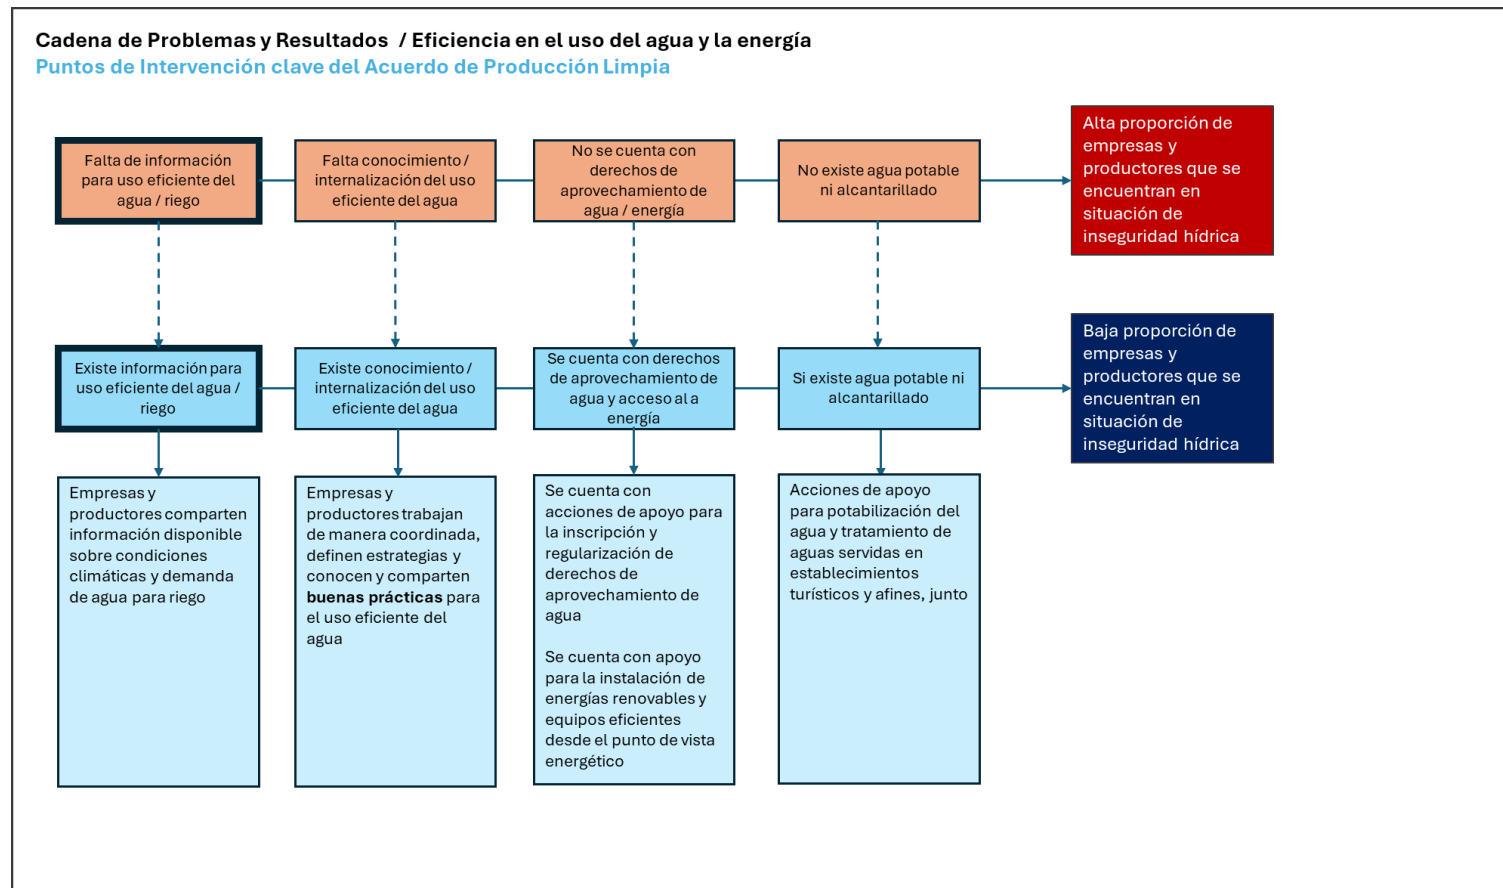 Cadena de Problemas y Resultados / Eficiencia en el uso del agua y la energía
Puntos de Intervención clave del Acuerdo de Producción Limpia
Falta de información
para uso eficiente del
agua / riego
Falta conocimiento /
internalización del uso
eficiente del agua
No se cuenta con
derechos de
aprovechamiento de
agua / energía
No existe agua potable
ni alcantarillado
Alta proporción de
empresas y
productores que se
encuentran en
situación de
inseguridad hídrica
Existe información para
uso eficiente del agua /
riego
Existe conocimiento /
internalización del uso
eficiente del agua
Se cuenta con derechos
de aprovechamiento de
agua y acceso al a
energía
Si existe agua potable ni
alcantarillado
Baja proporción de
empresas y
productores que se
encuentran en
situación de
inseguridad hídrica
Empresas y
productores comparten
información disponible
sobre condiciones
climáticas y demanda
de agua para riego
Empresas y
productores trabajan
de manera coordinada,
definen estrategias y
conocen y comparten
buenas prácticas para
el uso eficiente del
agua
Se cuenta con
acciones de apoyo para
la inscripción y
regularización de
derechos de
aprovechamiento de
agua
Se cuenta con apoyo
para la instalación de
energías renovables y
equipos eficientes
desde el punto de vista
energético
Acciones de apoyo
para potabilización del
agua y tratamiento de
aguas servidas en
establecimientos
turísticos y afines, junto